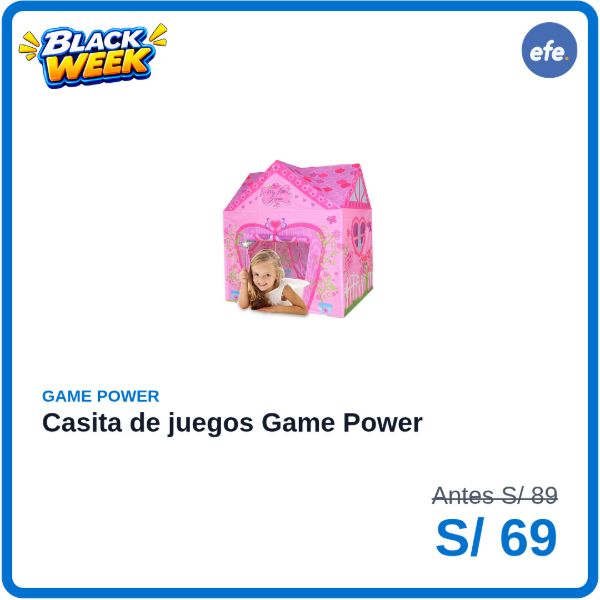 BLACK
WEEK
efe.
GAME POWER
Casita de juegos Game Power
Antes S/ 89
S/ 69